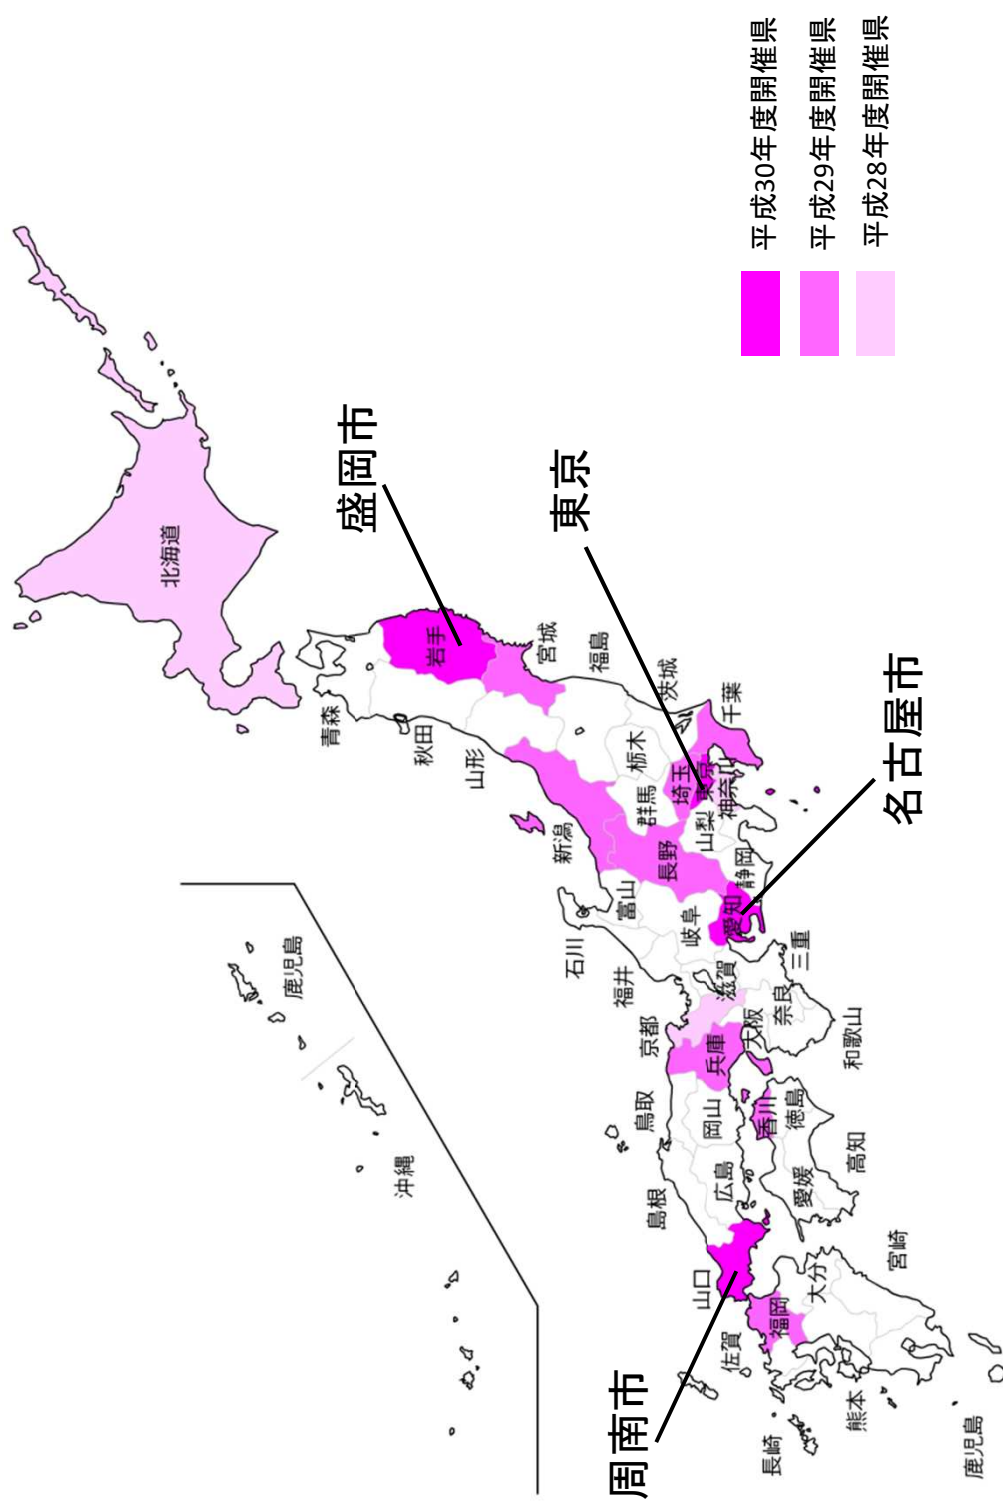 平成30年度開催県
平成29年度開催県
平成28年度開催県
北海道
盛岡市
東京
名古屋市
周南市
青森
岩手
秋田
宮城
山形
福島
新潟
茨城
栃木
群馬
千葉
埼玉
東京
神奈川
山梨
長野
静岡
富山
愛知
岐阜
石川
福井
滋賀
三重
京都
奈良
大阪
和歌山
兵庫
鳥取
岡山
香川
徳島
島根
広島
愛媛
高知
山口
福岡
大分
宮崎
佐賀
長崎
熊本
鹿児島
鹿児島
沖縄